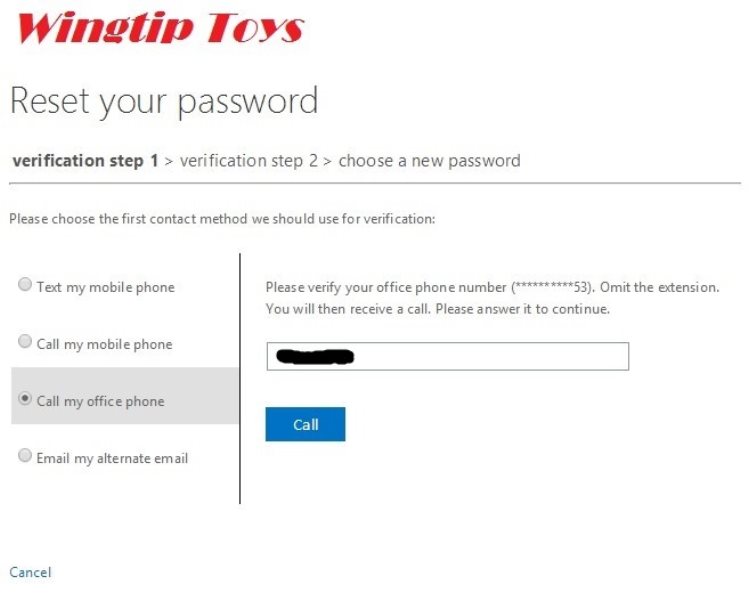 Wingtip Toys
Reset your password
verification step 1 > verification step 2 > choose a new password
Please choose the first contact method we should use for verification:
Text my mobile phone
Call my mobile phone
Call my office phone
Email my alternate email
Please verify your office phone number (**********53). Omit the extension.
You will then receive a call. Please answer it to continue.
Call
Cancel